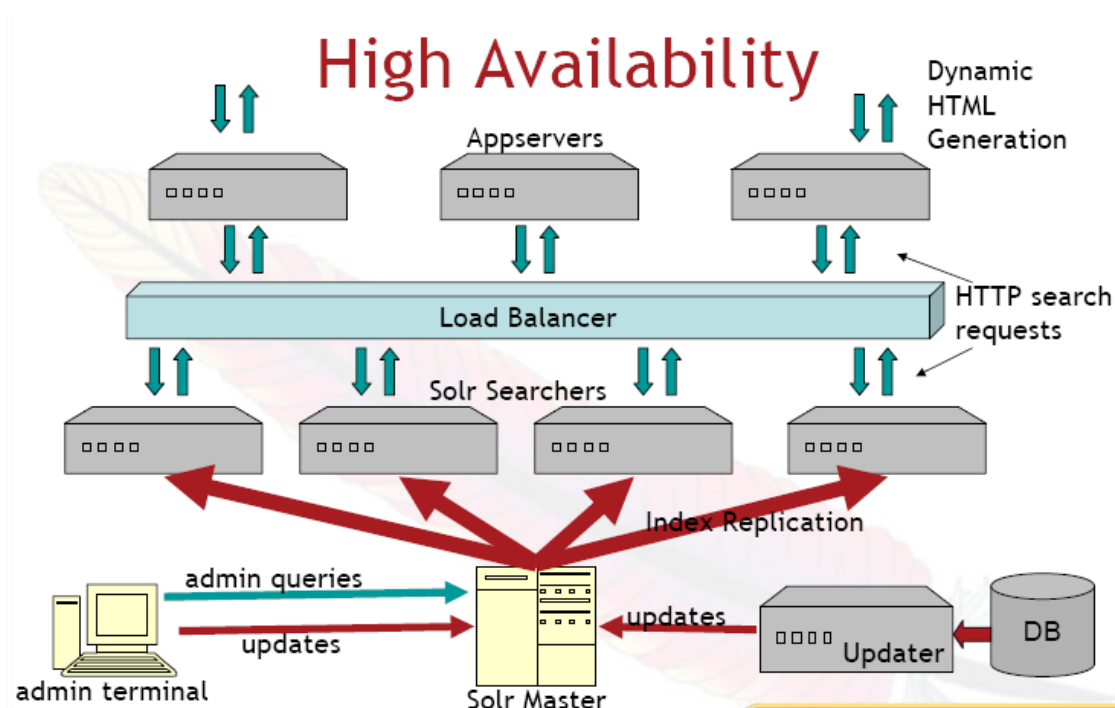 High Availability
Dynamic
HTML
Generation
Appservers
Load Balancer
HTTP search
requests
Solr Searchers
Index Replication
admin queries
updates
updates
Updater
DB
admin terminal
Solr Master